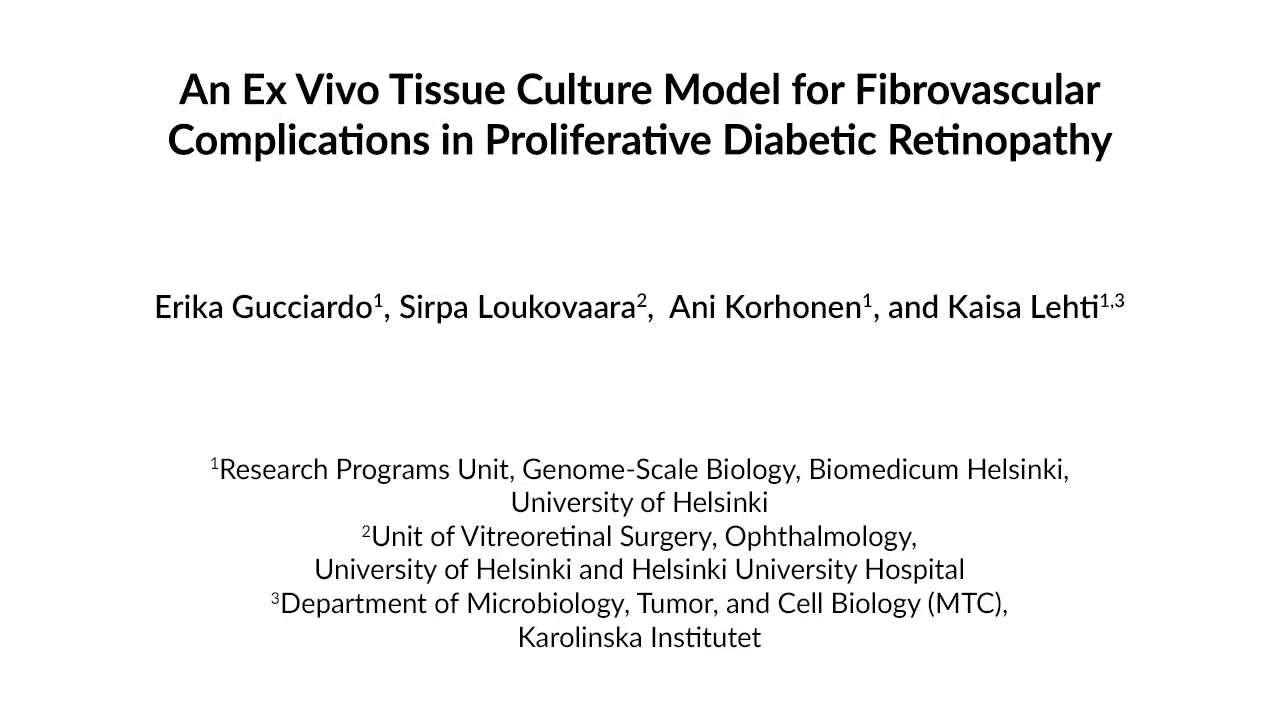 An Ex Vivo Tissue Culture Model for Fibrovascular
Complications in Proliferative Diabetic Retinopathy
Erika Gucciardo¹, Sirpa Loukovaara², Ani Korhonen¹, and Kaisa Lehti¹,³
¹Research Programs Unit, Genome-Scale Biology, Biomedicum Helsinki,
University of Helsinki
²Unit of Vitreoretinal Surgery, Ophthalmology,
University of Helsinki and Helsinki University Hospital
³Department of Microbiology, Tumor, and Cell Biology (MTC),
Karolinska Institutet